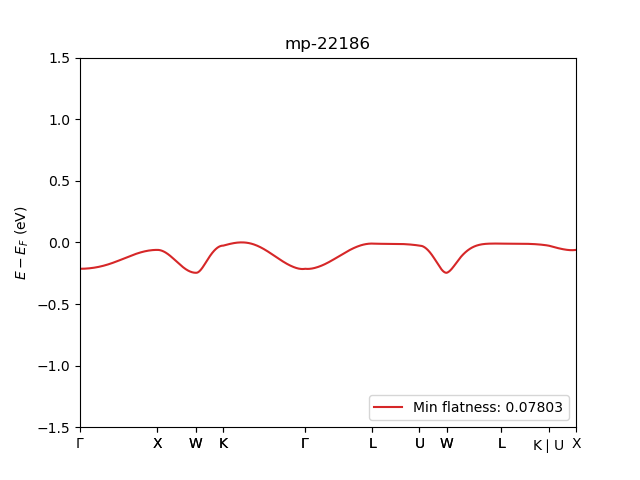 mp-22186
1.5
1.0
0.5
0.0
−0.5
−1.0
−1.5
E − E_F (eV)
Min flatness: 0.07803
Γ X W K Γ L U W L K | U X